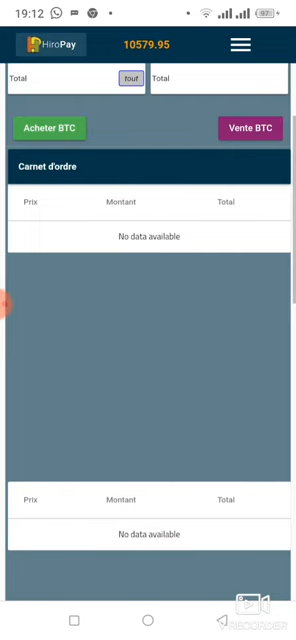 19:12
HiroPay
10579.95
Total
tout
Total
Acheter BTC
Vente BTC
Carnet d'ordre
Prix Montant Total
No data available
Prix Montant Total
No data available
RECORDER